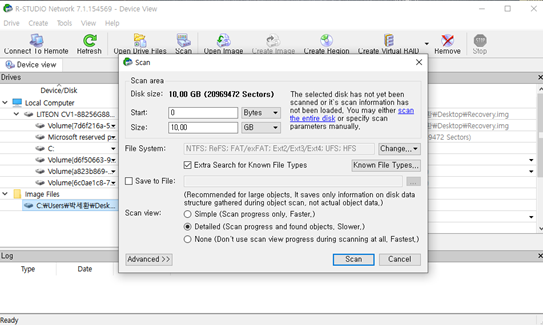 R-STUDIO Network 7.1.154569 - Device View
Drive Create Tools View Help
Connect To Remote Refresh Open Drive Files Scan Open Image Create Image Create Region Create Virtual RAID Remove Stop
Device view
Drives
Device/Disk
Local Computer
LITEON CV1-8B256G88...
Volume(7d6f216a-5
Microsoft reserved p
C:
Volume(d6f50663-9
Volume(a823b869-
Volume(6c0ae1c8-7
Image Files
C:₩Users₩박세환₩Desk...
₩Desktop₩Recovery.img
Log
Type Date
Ready
Scan
Scan area
Disk size: 10,00 GB (20969472 Sectors)
Start: 0 Bytes
Size: 10,00 GB
The selected disk has not yet been
scanned or it`s scan information has
not been loaded, You may either scan
the entire disk or specify scan
parameters manually,
File System: NTFS: ReFS: FAT/exFAT: Ext2/Ext3/Ext4: UFS: HFS Change...
Extra Search for Known File Types Known File Types...
Save to File: ...
(Recommended for large objects, It saves only information on disk data
structure gathered during object scan, not actual object data,)
Scan view: Simple (Scan progress only, Faster,)
Detailed (Scan progress and found objects, Slower,)
None (Don`t use scan view progress during scanning at all, Fastest,)
Advanced >> Scan Cancel